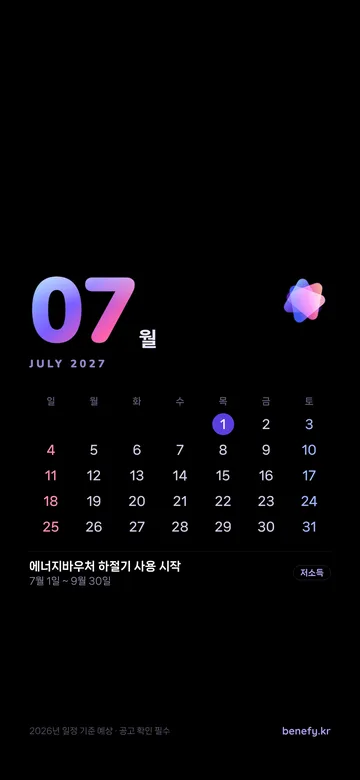 07 월
JULY 2027
일 월 화 수 목 금 토
1 2 3
4 5 6 7 8 9 10
11 12 13 14 15 16 17
18 19 20 21 22 23 24
25 26 27 28 29 30 31
에너지바우처 하절기 사용 시작
7월 1일 ~ 9월 30일
저소득
2026년 일정 기준 예상 · 공고 확인 필수
benefy.kr